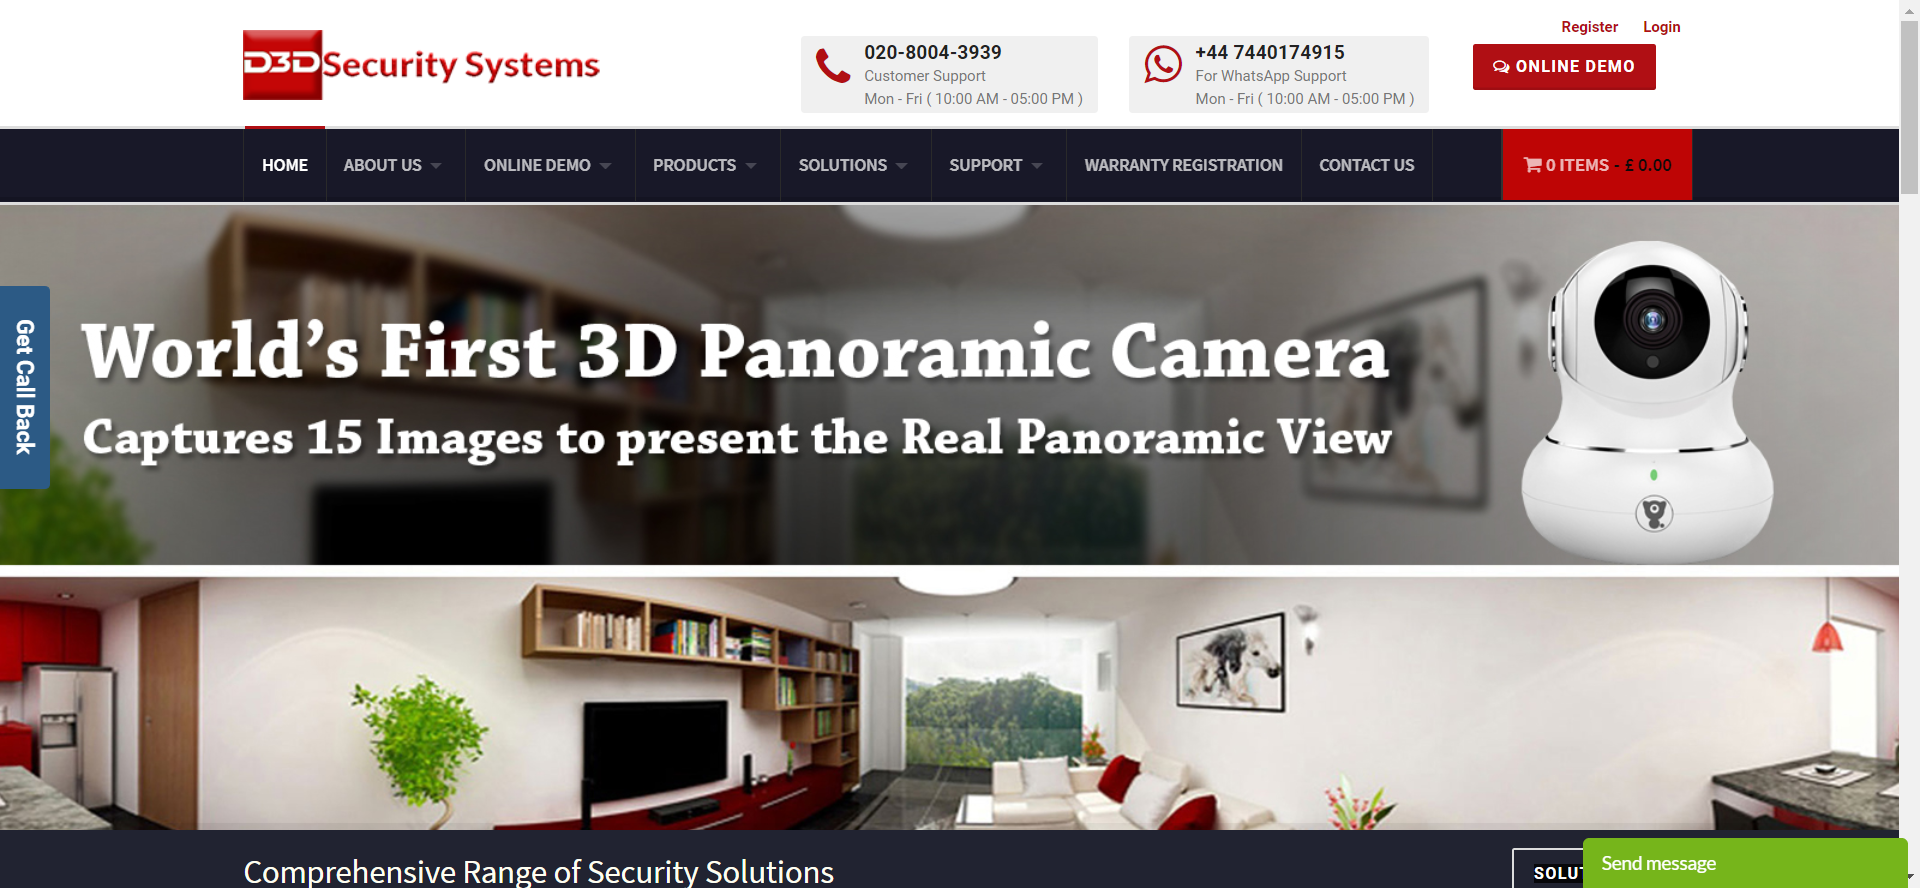 Register Login
D3D Security Systems
020-8004-3939
Customer Support
Mon - Fri ( 10:00 AM - 05:00 PM )
+44 7440174915
For WhatsApp Support
Mon - Fri ( 10:00 AM - 05:00 PM )
ONLINE DEMO
HOME ABOUT US ONLINE DEMO PRODUCTS SOLUTIONS SUPPORT WARRANTY REGISTRATION CONTACT US 0 ITEMS - £ 0.00
Get Call Back
World’s First 3D Panoramic Camera
Captures 15 Images to present the Real Panoramic View
Comprehensive Range of Security Solutions
SOLUT
Send message